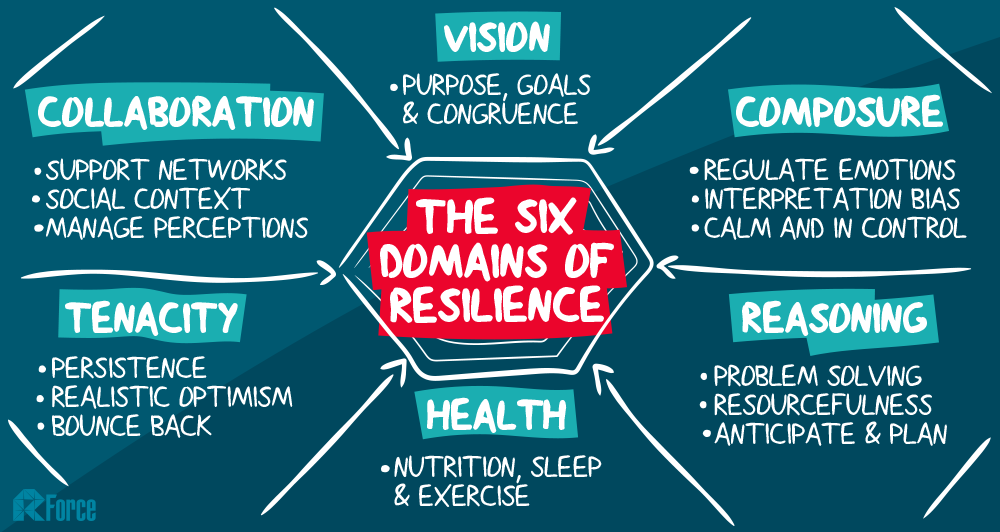 VISION
• PURPOSE, GOALS
& CONGRUENCE
COLLABORATION
• SUPPORT NETWORKS
• SOCIAL CONTEXT
• MANAGE PERCEPTIONS
COMPOSURE
• REGULATE EMOTIONS
• INTERPRETATION BIAS
• CALM AND IN CONTROL
THE SIX
DOMAINS OF
RESILIENCE
TENACITY
• PERSISTENCE
• REALISTIC OPTIMISM
• BOUNCE BACK
REASONING
• PROBLEM SOLVING
• RESOURCEFULNESS
• ANTICIPATE & PLAN
HEALTH
• NUTRITION, SLEEP
& EXERCISE
RForce